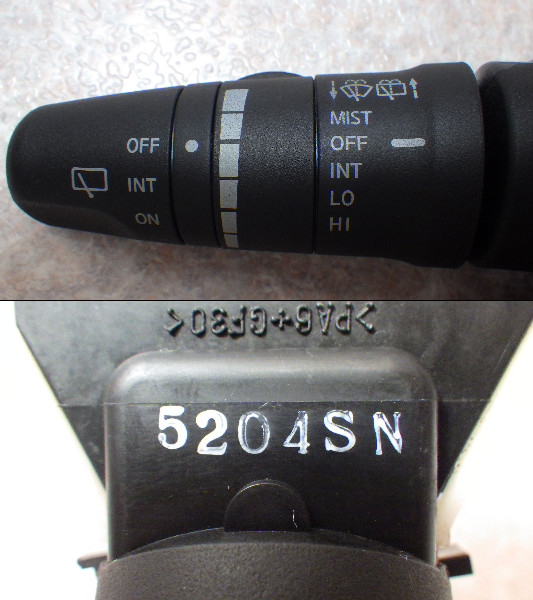 OFF
INT
ON
MIST
OFF
INT
LO
HI
>PA6+GF30<
5204SN